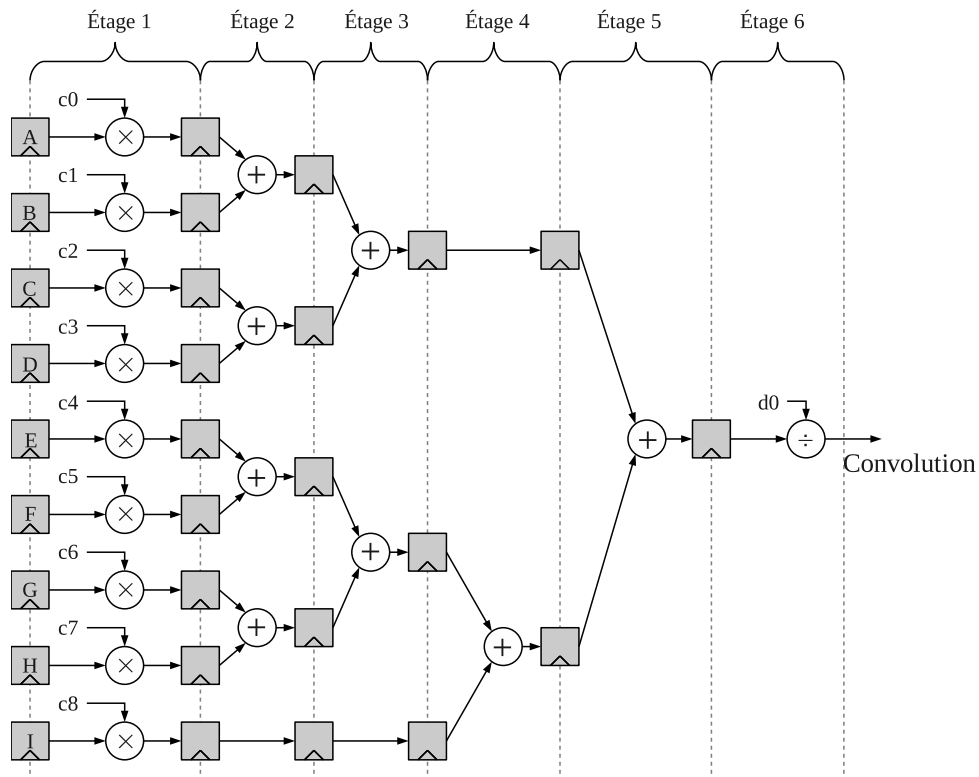 Étage 1
Étage 2
Étage 3
Étage 4
Étage 5
Étage 6
c0
A
×
+
c1
B
×
+
c2
C
×
+
c3
D
×
c4
E
×
+
d0
÷
Convolution
c5
F
×
+
+
c6
G
×
+
c7
H
×
+
c8
I
×